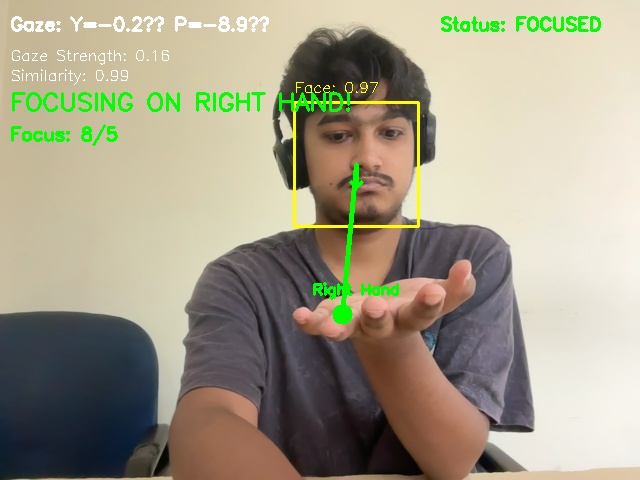 Gaze: Y=-0.2?? P=-8.9??
Status: FOCUSED
Gaze Strength: 0.16
Similarity: 0.99
Face: 0.97
FOCUSING ON RIGHT HAND!
Focus: 8/5
Right Hand